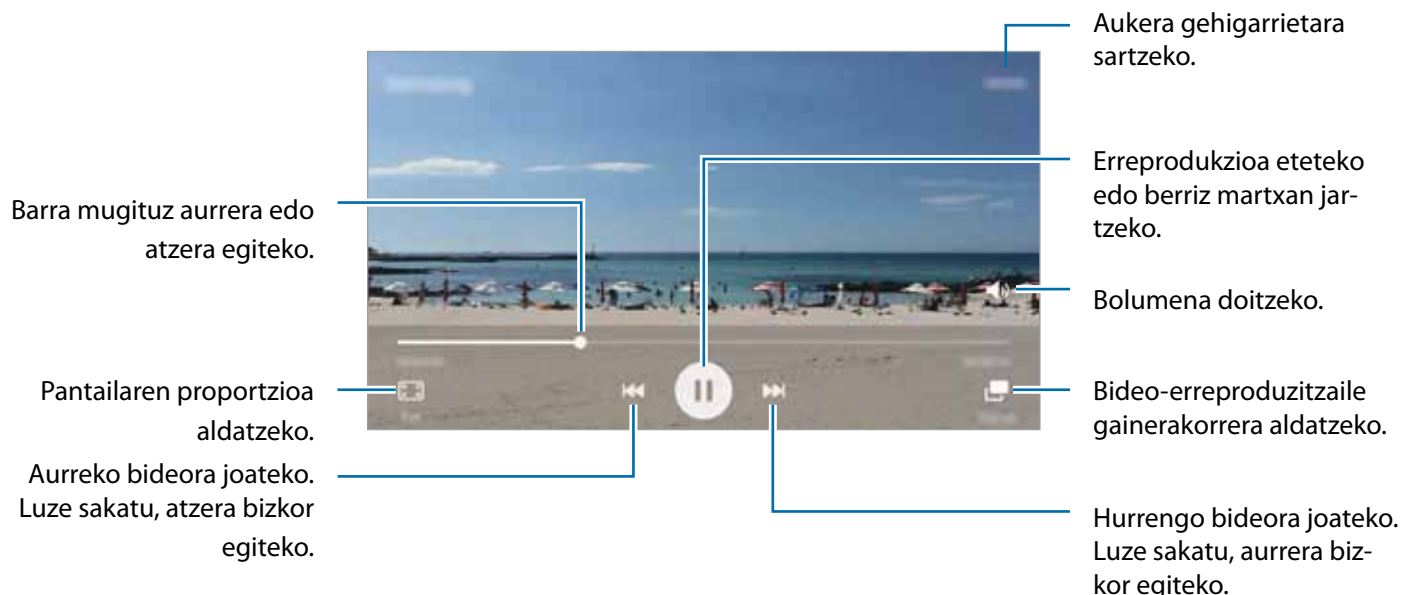 Aukera gehigarrietara
sartzeko.
Erreprodukzioa eteteko
edo berriz martxan jar-
tzeko.
Barra mugituz aurrera edo
atzera egiteko.
Bolumena doitzeko.
Pantailaren proportzioa
aldatzeko.
Bideo-erreproduzitzaile
gainerakorrera aldatzeko.
Aurreko bideora joateko.
Luze sakatu, atzera bizkor
egiteko.
Hurrengo bideora joateko.
Luze sakatu, aurrera biz-
kor egiteko.